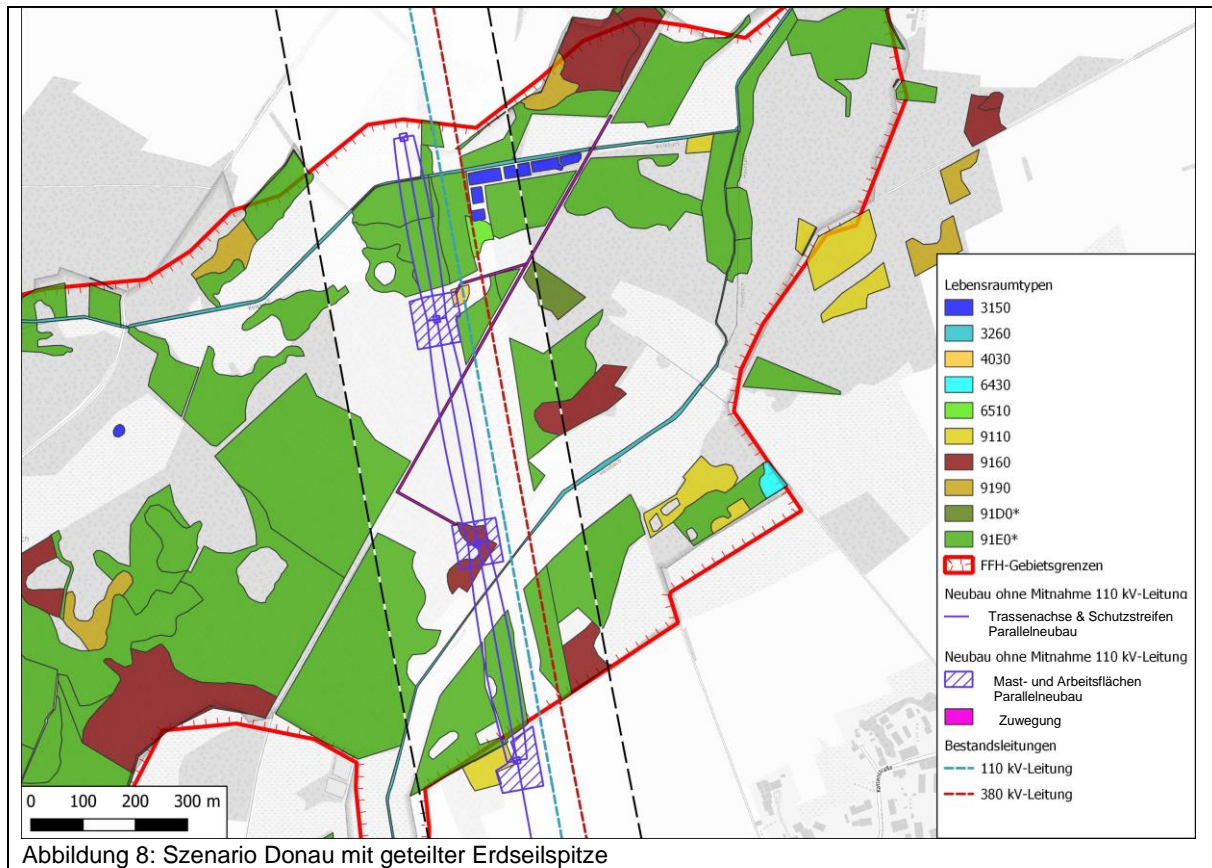 Lebensraumtypen
3150
3260
4030
6430
6510
9110
9160
9190
91D0*
91E0*
FFH-Gebietsgrenzen
Neubau ohne Mitnahme 110 kV-Leitung
Trassenachse & Schutzstreifen
Parallelneubau
Neubau ohne Mitnahme 110 kV-Leitung
Mast- und Arbeitsflächen
Parallelneubau
Zuwegung
Bestandsleitungen
110 kV-Leitung
380 kV-Leitung
0 100 200 300 m
Abbildung 8: Szenario Donau mit geteilter Erdseilspitze